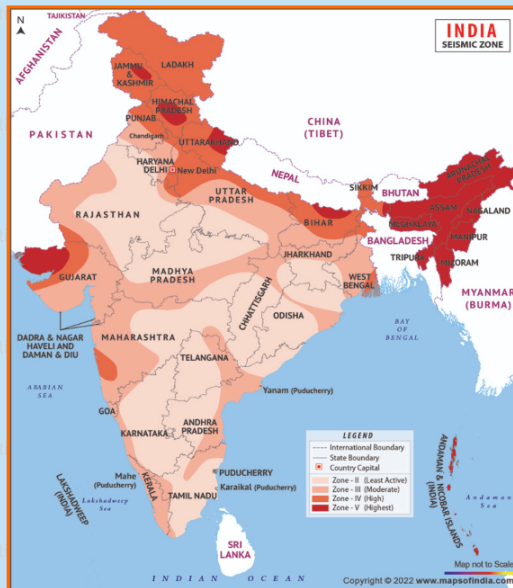 TAJIKISTAN
N
INDIA
SEISMIC ZONE
AFGHANISTAN
JAMMU
&
KASHMIR
LADAKH
HIMACHAL
PRADESH
PUNJAB
Chandigarh
UTTARAKHAND
CHINA
(TIBET)
PAKISTAN
HARYANA
DELHI
New Delhi
NEPAL
SIKKIM
BHUTAN
ARUNACHAL
PRADESH
RAJASTHAN
UTTAR
PRADESH
BIHAR
ASSAM
NAGALAND
MEGHALAYA
MANIPUR
BANGLADESH
TRIPURA
MIZORAM
GUJARAT
MADHYA
PRADESH
JHARKHAND
WEST
BENGAL
CHHATTISGARH
ODISHA
MYANMAR
(BURMA)
DADRA & NAGAR
HAVELI AND
DAMAN & DIU
MAHARASHTRA
BAY
OF
BENGAL
ARABIAN
SEA
TELANGANA
Yanam (Puducherry)
GOA
ANDHRA
PRADESH
KARNATAKA
LEGEND
International Boundary
State Boundary
Country Capital
Zone - II (Least Active)
Zone - III (Moderate)
Zone - IV (High)
Zone - V (Highest)
LAKSHADWEEP
(INDIA)
Lakshadweep
Sea
Mahe
(Puducherry)
KERALA
PUDUCHERRY
Karaikal (Puducherry)
TAMIL NADU
ANDAMAN & NICOBAR ISLANDS
(INDIA)
Andaman
Sea
SRI
LANKA
INDIAN OCEAN
Map not to Scale
Copyright © 2022 www.mapsofindia.com